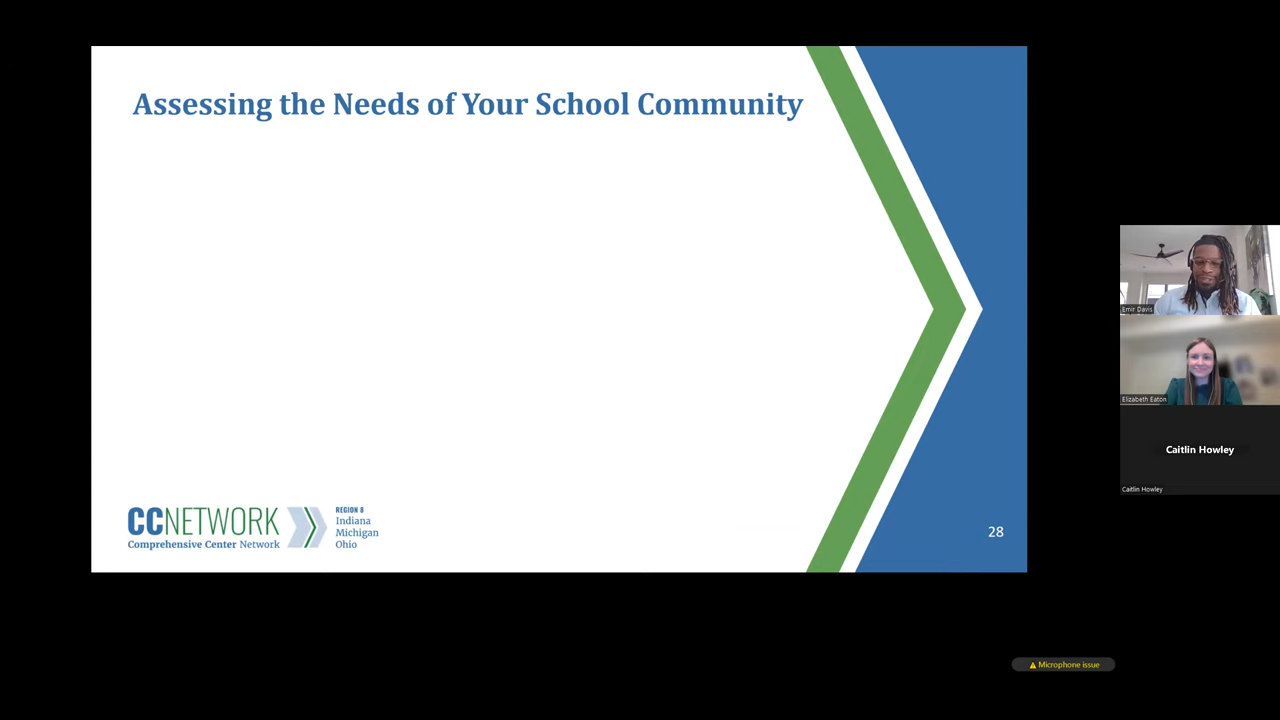 Assessing the Needs of Your School Community
CCNETWORK
Comprehensive Center Network
REGION 8
Indiana
Michigan
Ohio
28
Emir Davis
Elizabeth Eaton
Caitlin Howley
Caitlin Howley
Microphone issue